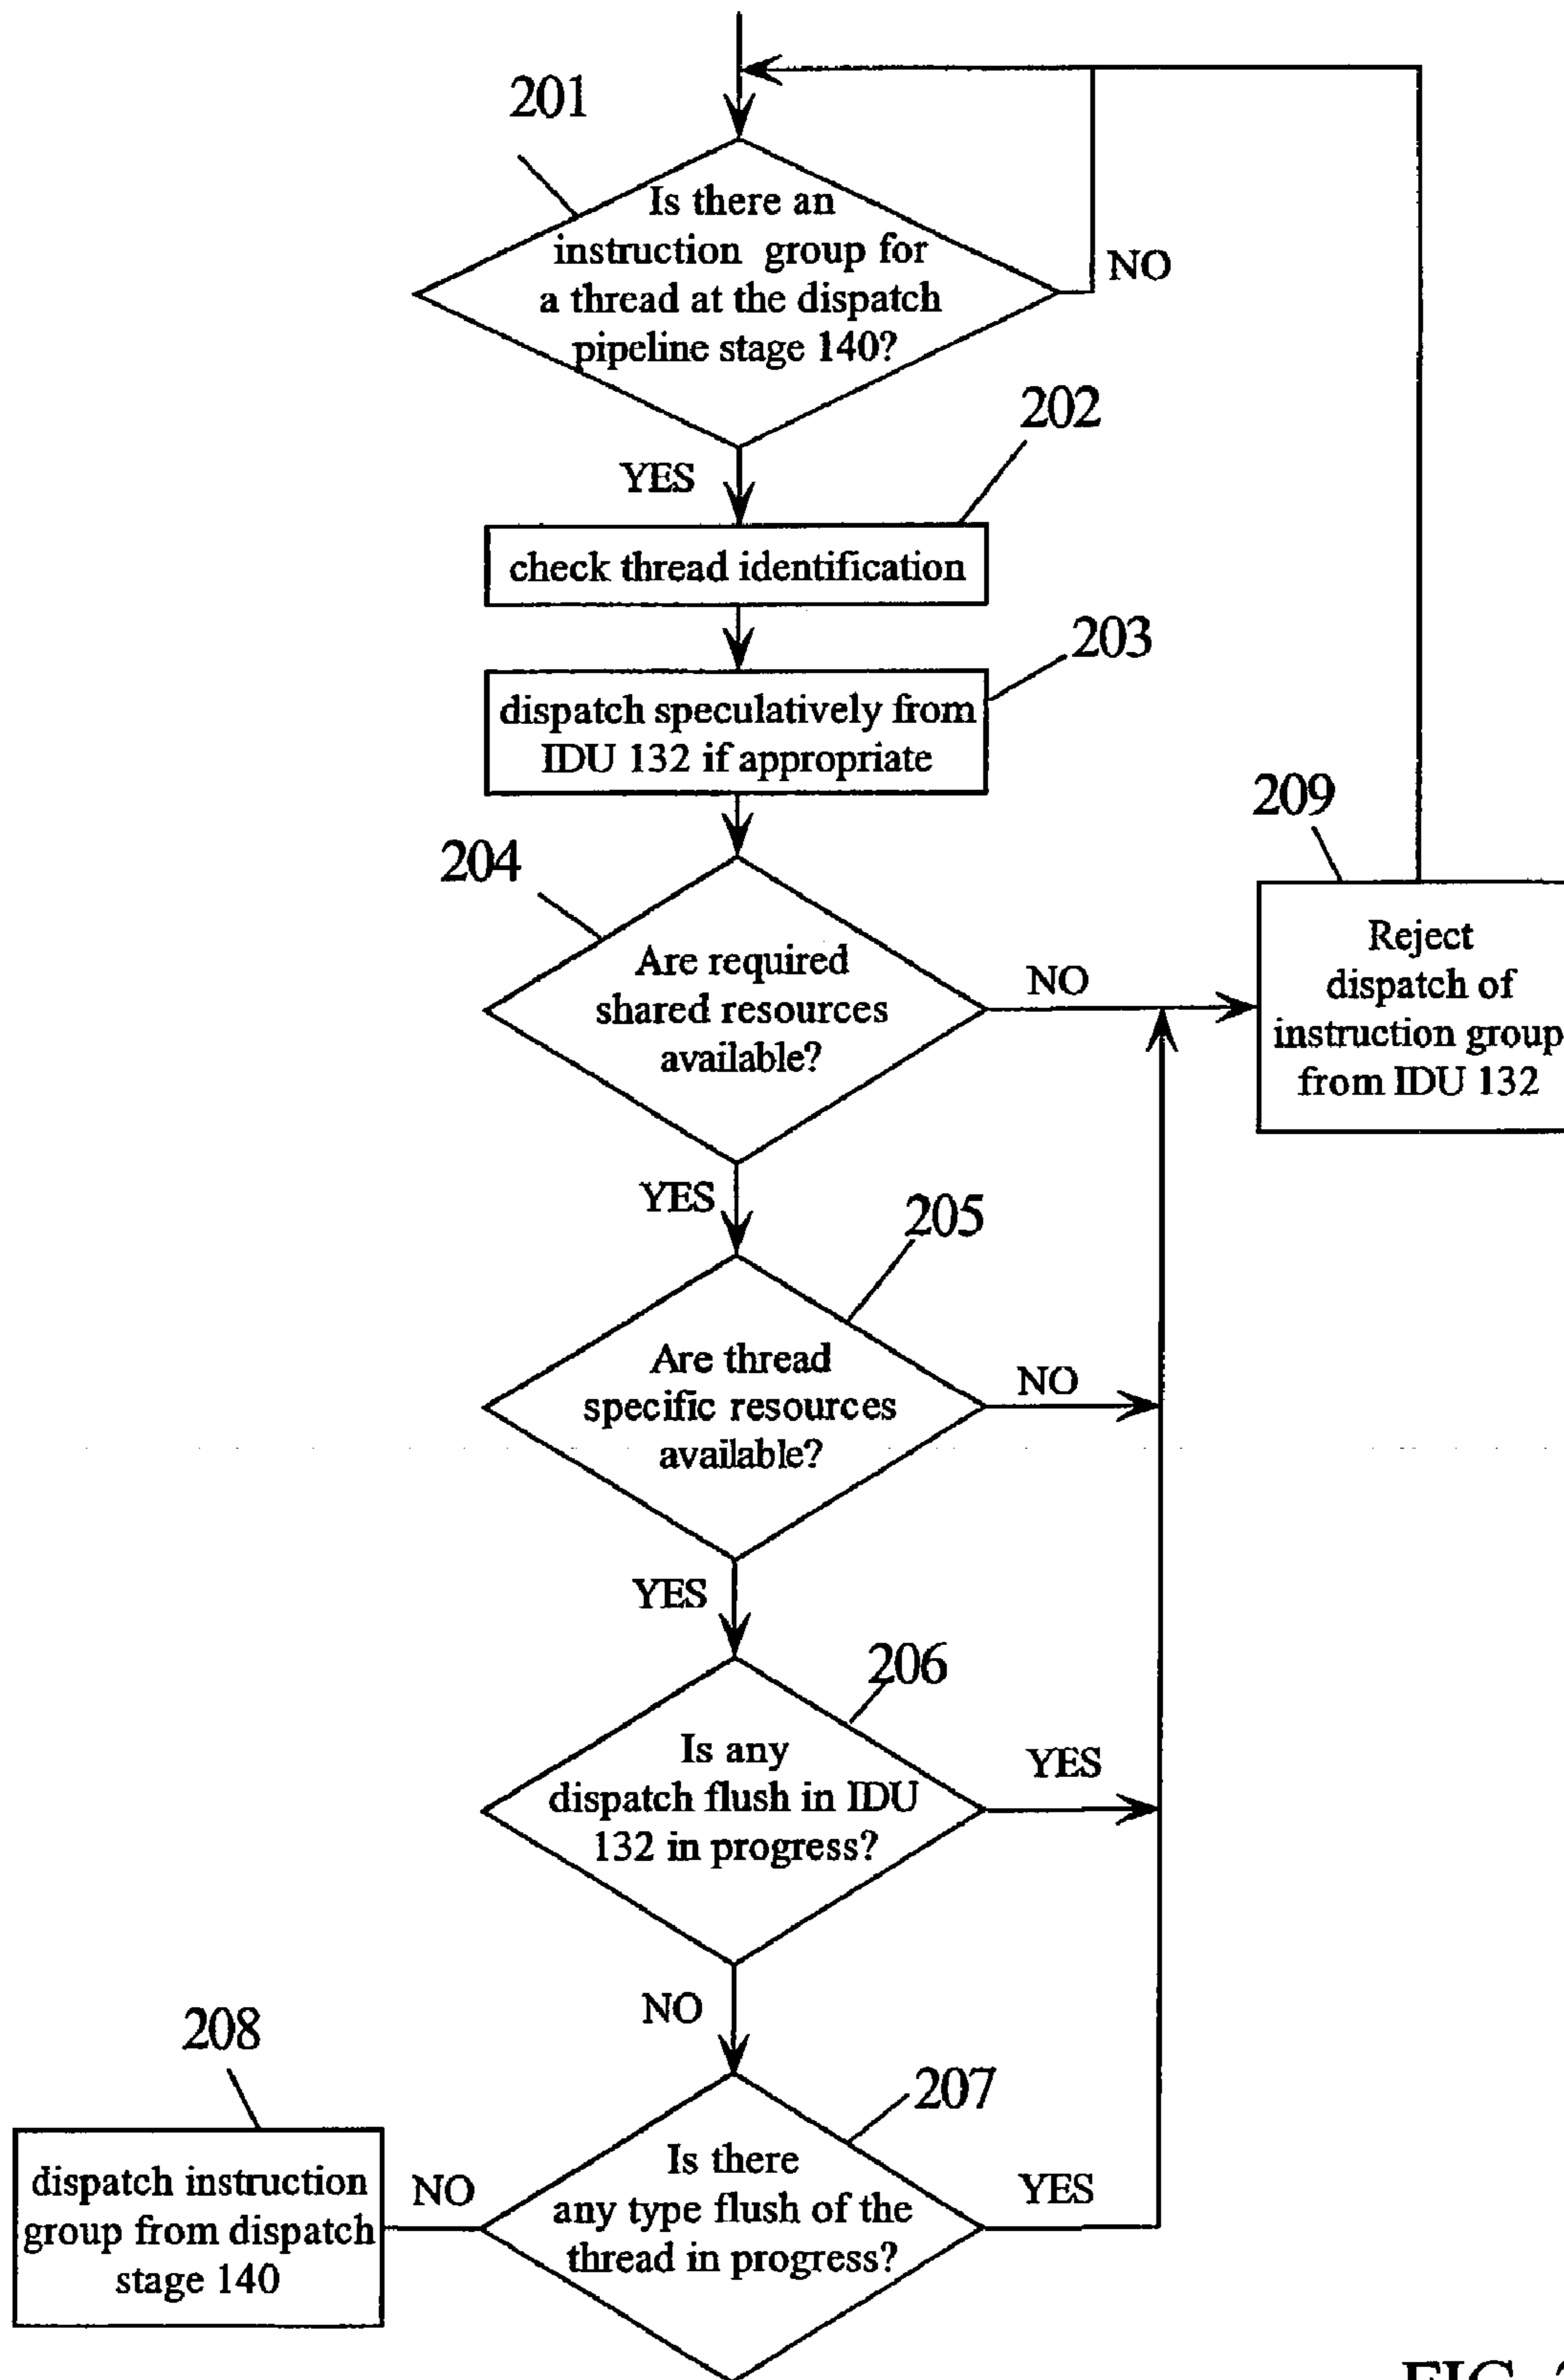 201
Is there an
instruction group for
a thread at the dispatch
pipeline stage 140?
NO
202
YES
check thread identification
203
dispatch speculatively from
IDU 132 if appropriate
209
204
Reject
dispatch of
instruction group
from IDU 132
Are required
shared resources
available?
NO
YES
205
Are thread
specific resources
available?
NO
YES
206
Is any
dispatch flush in IDU
132 in progress?
YES
NO
208
207
dispatch instruction
group from dispatch
stage 140
NO
Is there
any type flush of the
thread in progress?
YES